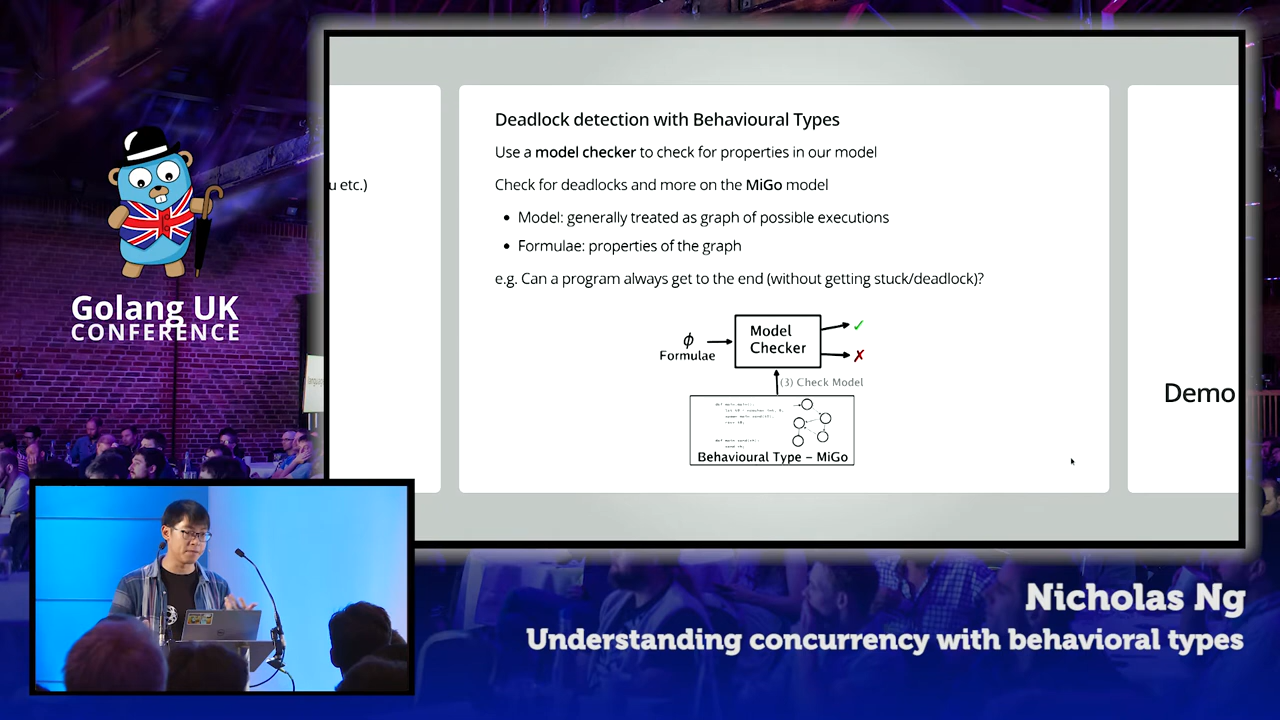 Golang UK
CONFERENCE
u etc.)
Deadlock detection with Behavioural Types
Use a model checker to check for properties in our model
Check for deadlocks and more on the MiGo model
• Model: generally treated as graph of possible executions
• Formulae: properties of the graph
e.g. Can a program always get to the end (without getting stuck/deadlock)?
ϕ
Formulae
Model
Checker
✓
✗
(3) Check Model
Behavioural Type – MiGo
Demo
Nicholas Ng
Understanding concurrency with behavioral types